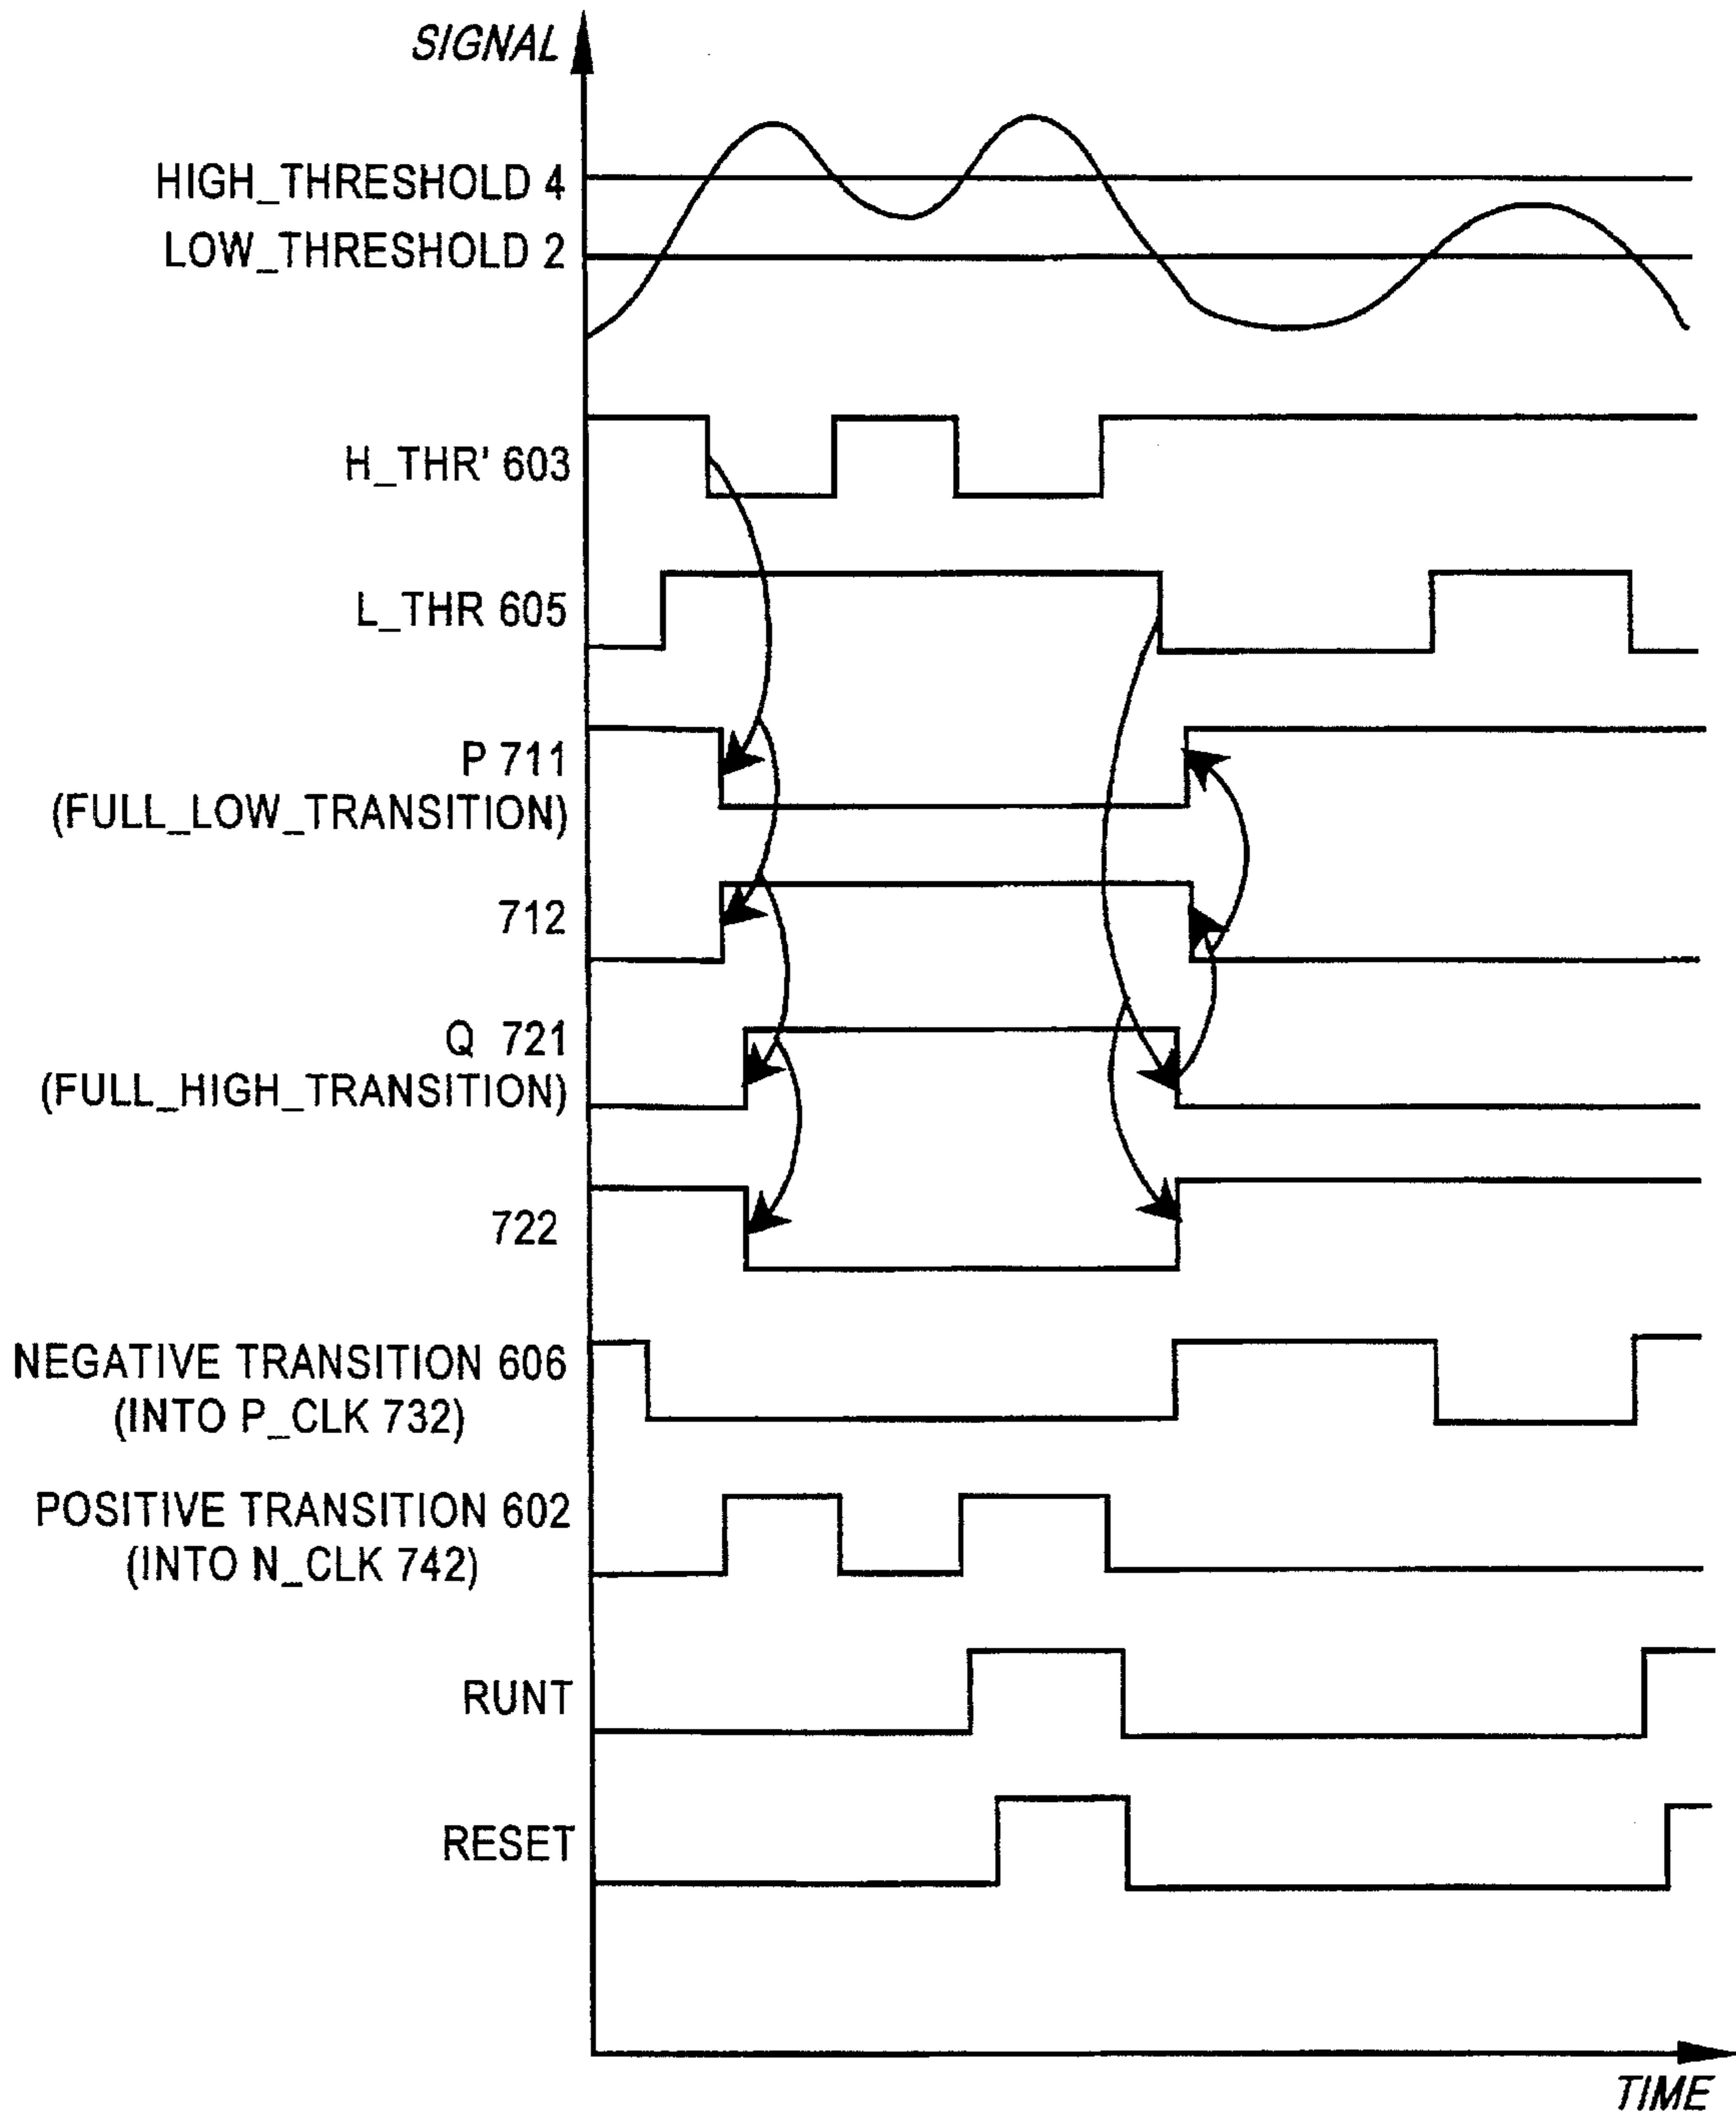 SIGNAL
HIGH_THRESHOLD 4
LOW_THRESHOLD 2
H_THR' 603
L_THR 605
P 711
(FULL_LOW_TRANSITION)
712
Q 721
(FULL_HIGH_TRANSITION)
722
NEGATIVE TRANSITION 606
(INTO P_CLK 732)
POSITIVE TRANSITION 602
(INTO N_CLK 742)
RUNT
RESET
TIME